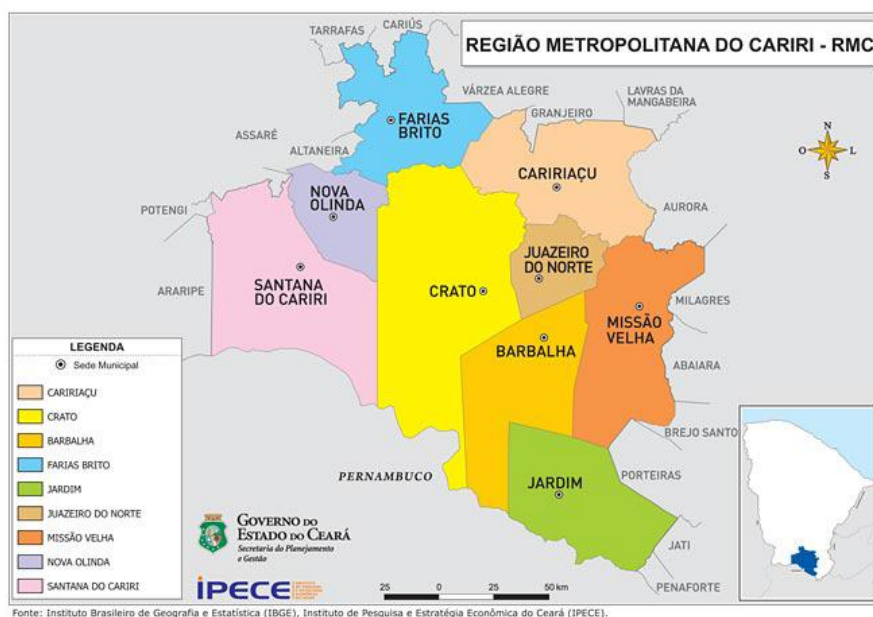 REGIÃO METROPOLITANA DO CARIRI - RMC
TARRAFAS
CARIÚS
VÁRZEA ALEGRE
GRANJEIRO
LAVRAS DA
MANGABEIRA
FARIAS
BRITO
ASSARÉ
ALTANEIRA
N
O L
S
CARIRIAÇU
NOVA
OLINDA
POTENGI
AURORA
JUAZEIRO
DO NORTE
SANTANA
DO CARIRI
ARARIPE
CRATO
MILAGRES
MISSÃO
VELHA
BARBALHA
ABAIARA
LEGENDA
Sede Municipal
CARIRIAÇU
CRATO
BARBALHA
FARIAS BRITO
JARDIM
JUAZEIRO DO NORTE
MISSÃO VELHA
NOVA OLINDA
SANTANA DO CARIRI
BREJO SANTO
PERNAMBUCO
PORTEIRAS
JARDIM
JATI
PENAFORTE
GOVERNO DO
ESTADO DO CEARÁ
Secretaria do Planejamento
e Gestão
IPECE
25 0 25 50 km
Fonte: Instituto Brasileiro de Geografia e Estatística (IBGE), Instituto de Pesquisa e Estratégia Econômica do Ceará (IPECE).